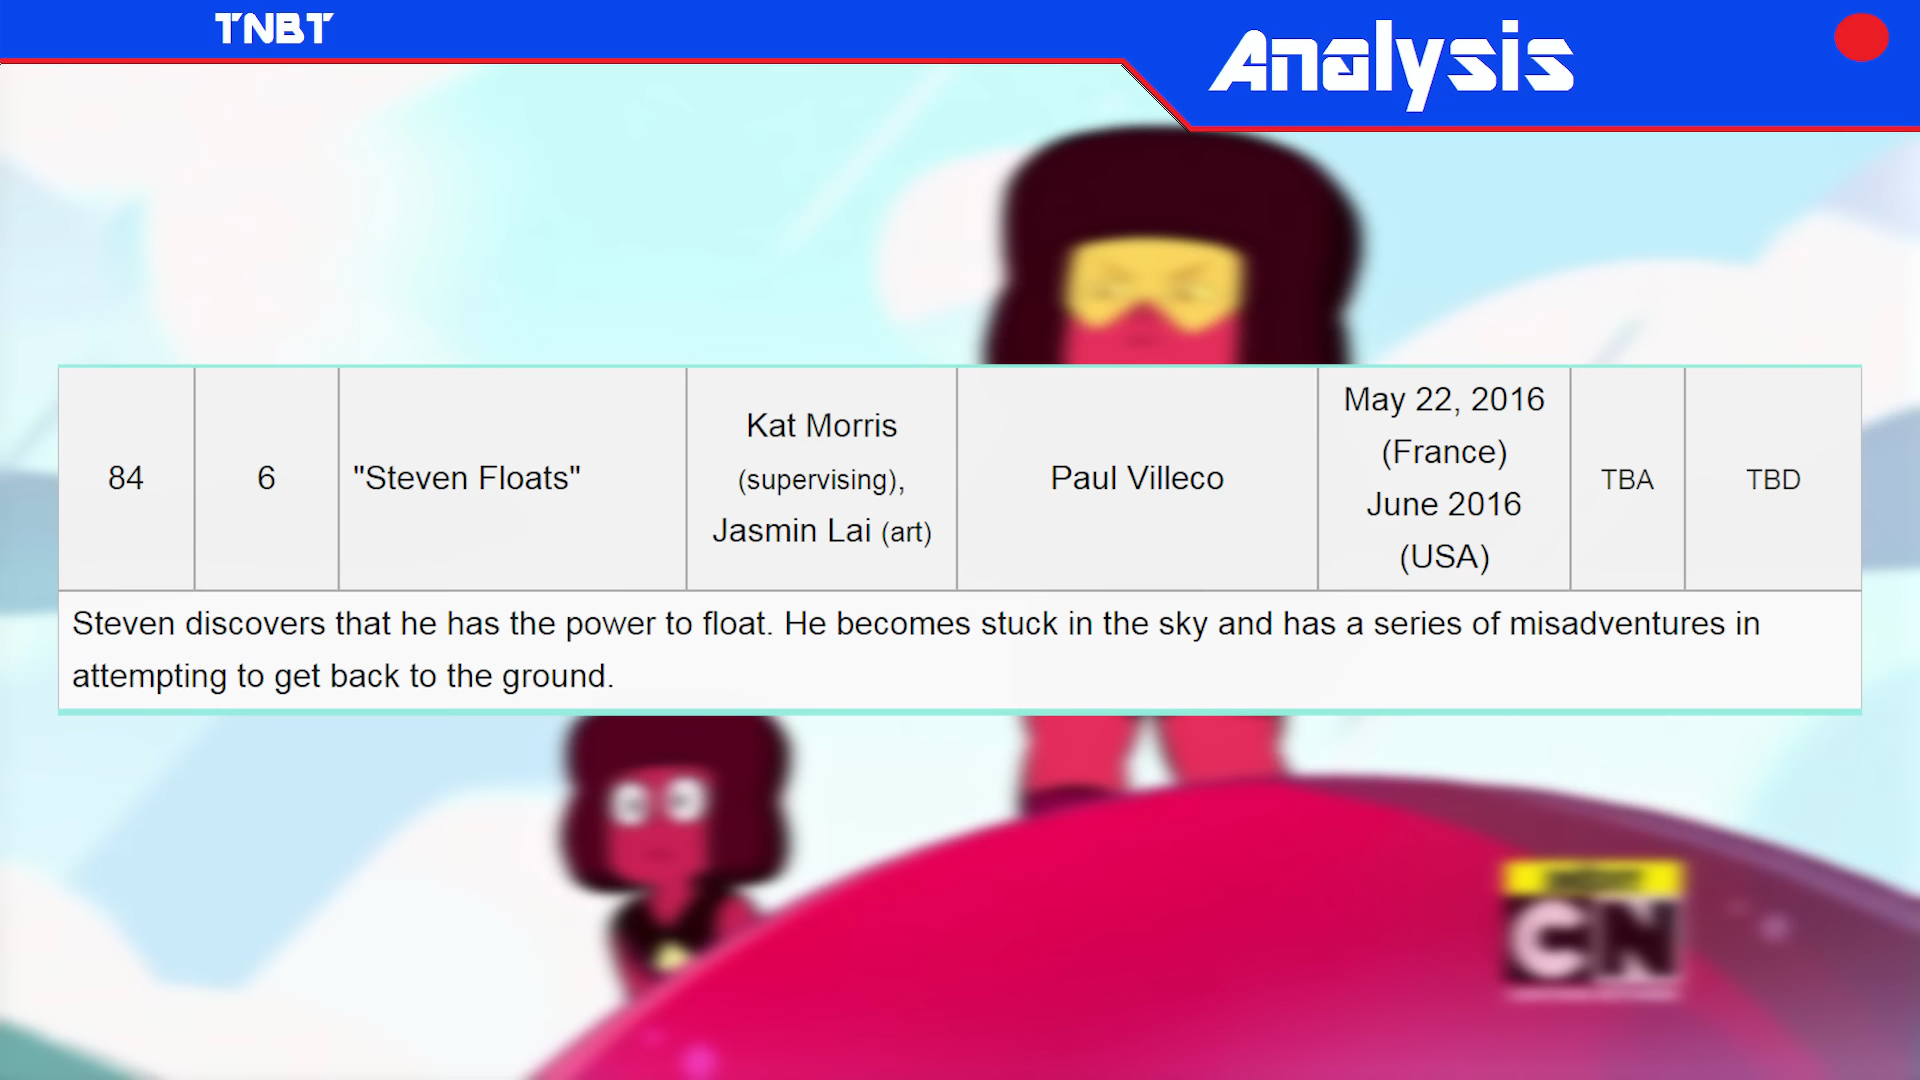 TNBT
Analysis
84
6
"Steven Floats"
Kat Morris
(supervising),
Jasmin Lai (art)
Paul Villeco
May 22, 2016
(France)
June 2016
(USA)
TBA
TBD
Steven discovers that he has the power to float. He becomes stuck in the sky and has a series of misadventures in
attempting to get back to the ground.
CN